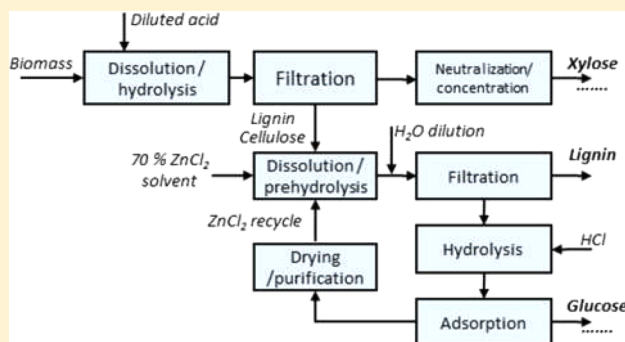 Diluted acid
Biomass
Dissolution/
hydrolysis
Filtration
Neutralization/
concentration
Xylose
.......
Lignin
Cellulose
H₂O dilution
70 % ZnCl₂
solvent
Dissolution/
prehydrolysis
Filtration
Lignin
ZnCl₂ recycle
Hydrolysis
HCl
Drying
/purification
Adsorption
Glucose
.......